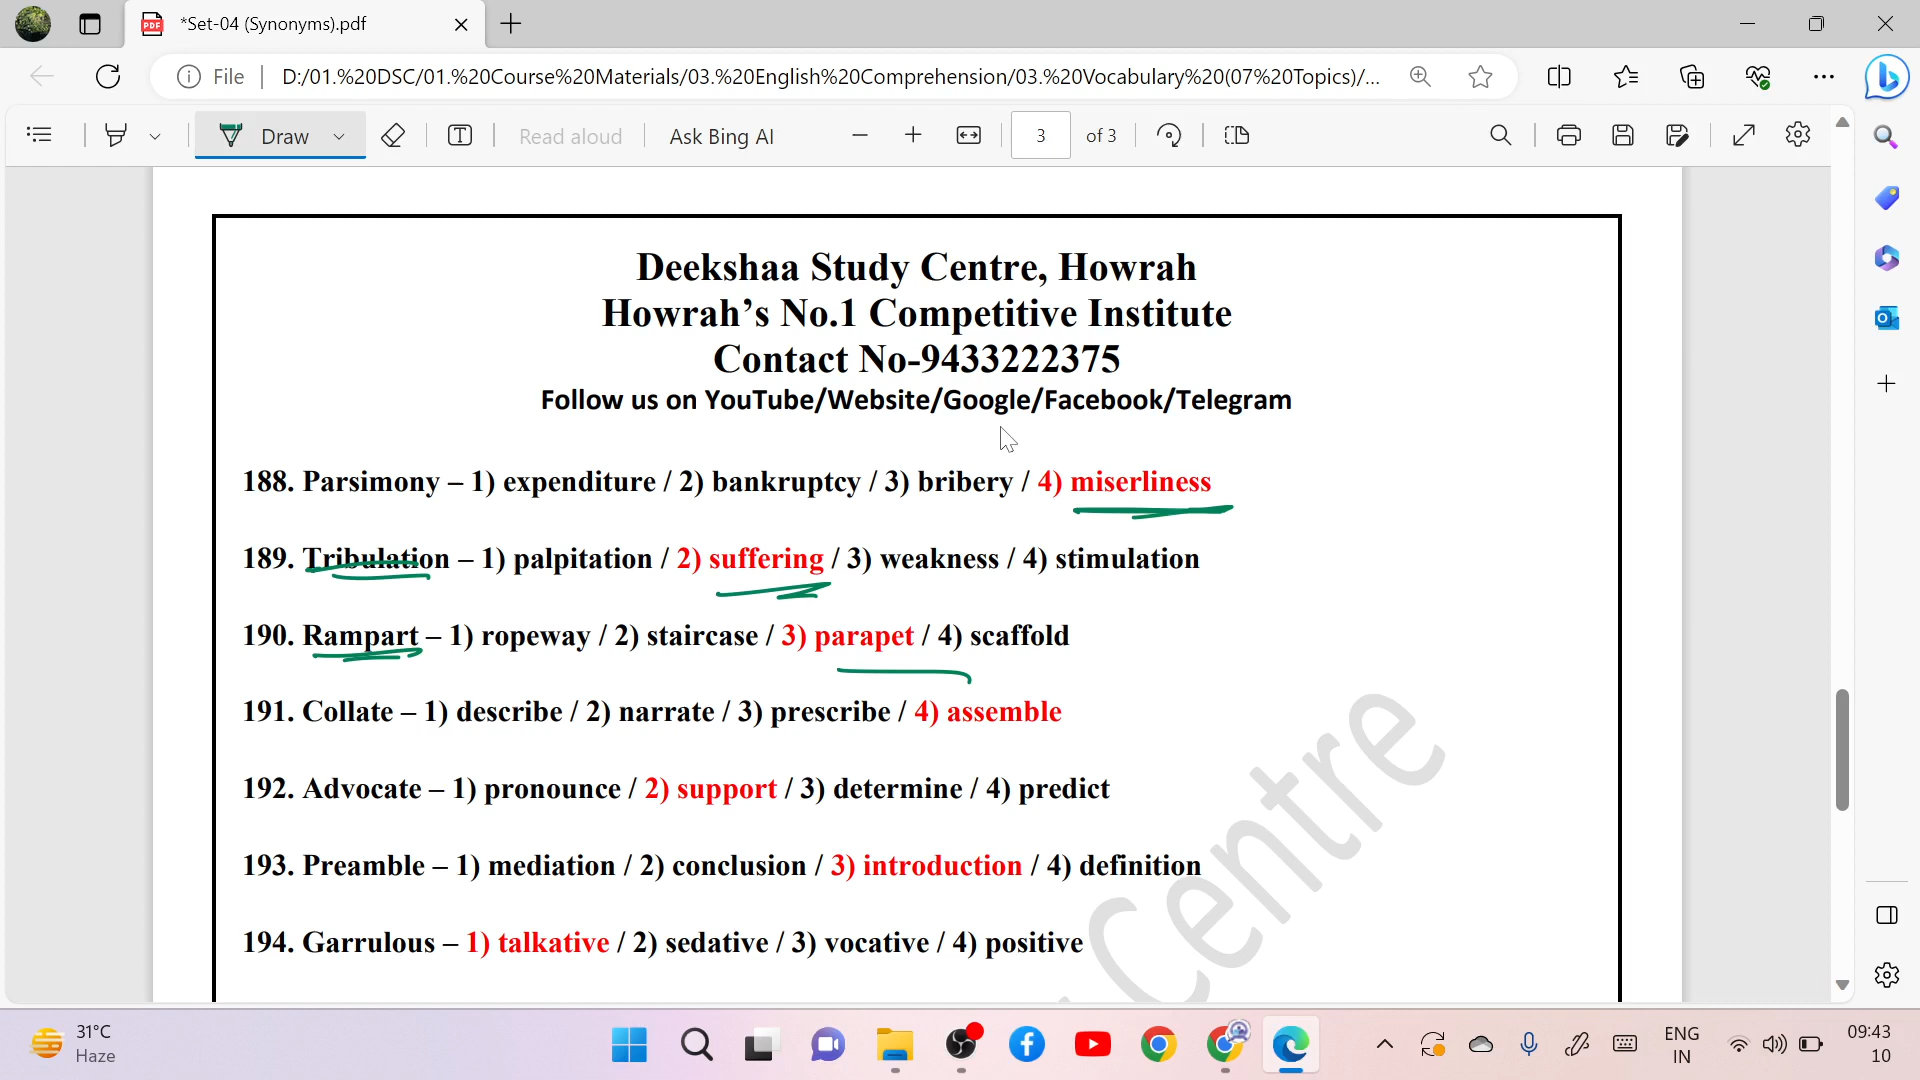 *Set-04 (Synonyms).pdf
File
D:/01.%20DSC/01.%20Course%20Materials/03.%20English%20Comprehension/03.%20Vocabulary%20(07%20Topics)/...
Draw
Read aloud
Ask Bing AI
3 of 3
Deekshaa Study Centre, Howrah
Howrah’s No.1 Competitive Institute
Contact No-9433222375
Follow us on YouTube/Website/Google/Facebook/Telegram
188. Parsimony – 1) expenditure / 2) bankruptcy / 3) bribery / 4) miserliness
189. Tribulation – 1) palpitation / 2) suffering / 3) weakness / 4) stimulation
190. Rampart – 1) ropeway / 2) staircase / 3) parapet / 4) scaffold
191. Collate – 1) describe / 2) narrate / 3) prescribe / 4) assemble
192. Advocate – 1) pronounce / 2) support / 3) determine / 4) predict
193. Preamble – 1) mediation / 2) conclusion / 3) introduction / 4) definition
194. Garrulous – 1) talkative / 2) sedative / 3) vocative / 4) positive
Centre
31°C
Haze
ENG
IN
09:43
10